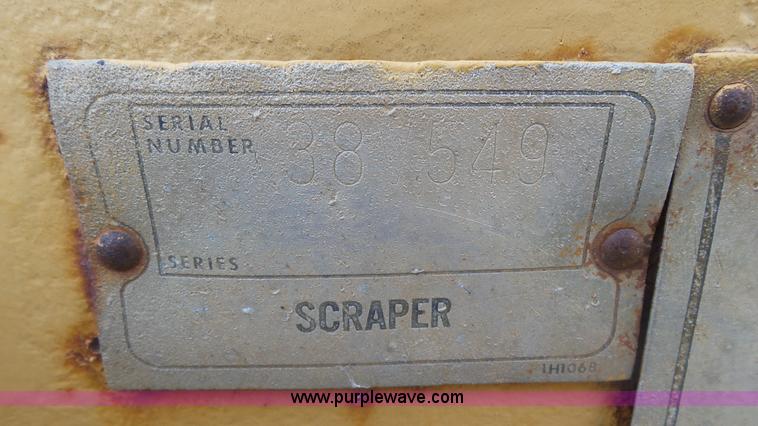 SERIAL
NUMBER 38 549
SERIES
SCRAPER
1H1068
www.purplewave.com